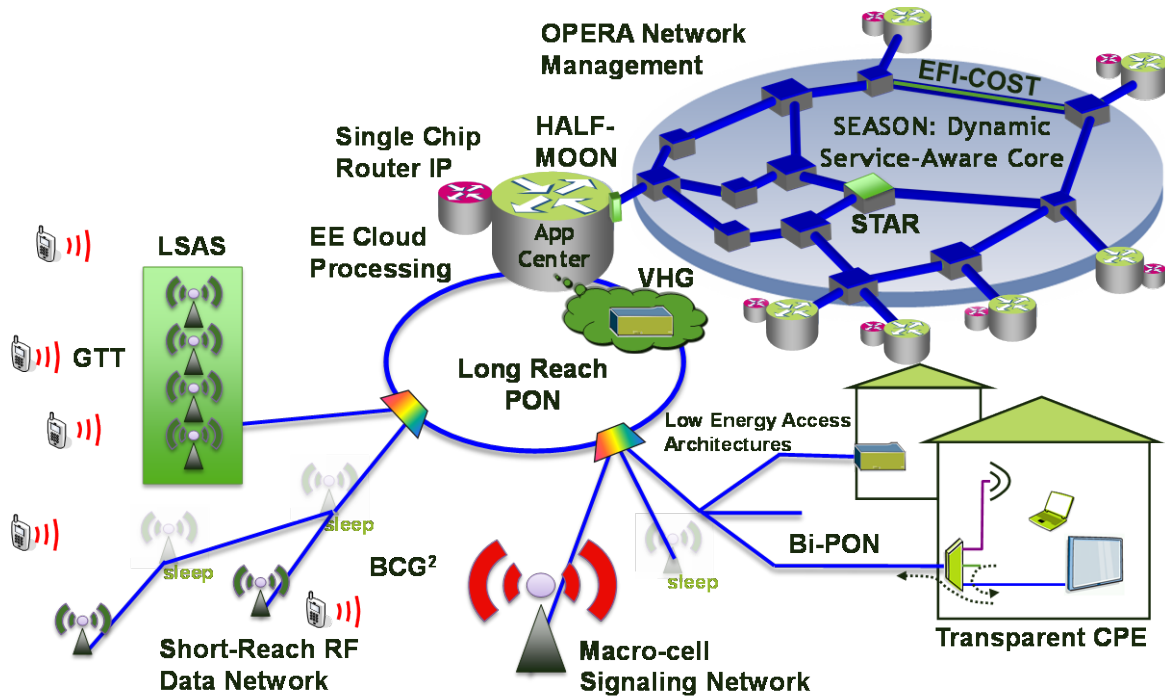 OPERA Network
Management
EFI-COST
SEASON: Dynamic
Service-Aware Core
STAR
HALF-
MOON
Single Chip
Router IP
App
Center
EE Cloud
Processing
VHG
LSAS
GTT
Long Reach
PON
Low Energy Access
Architectures
sleep
sleep
sleep
BCG²
Bi-PON
Short-Reach RF
Data Network
Macro-cell
Signaling Network
Transparent CPE